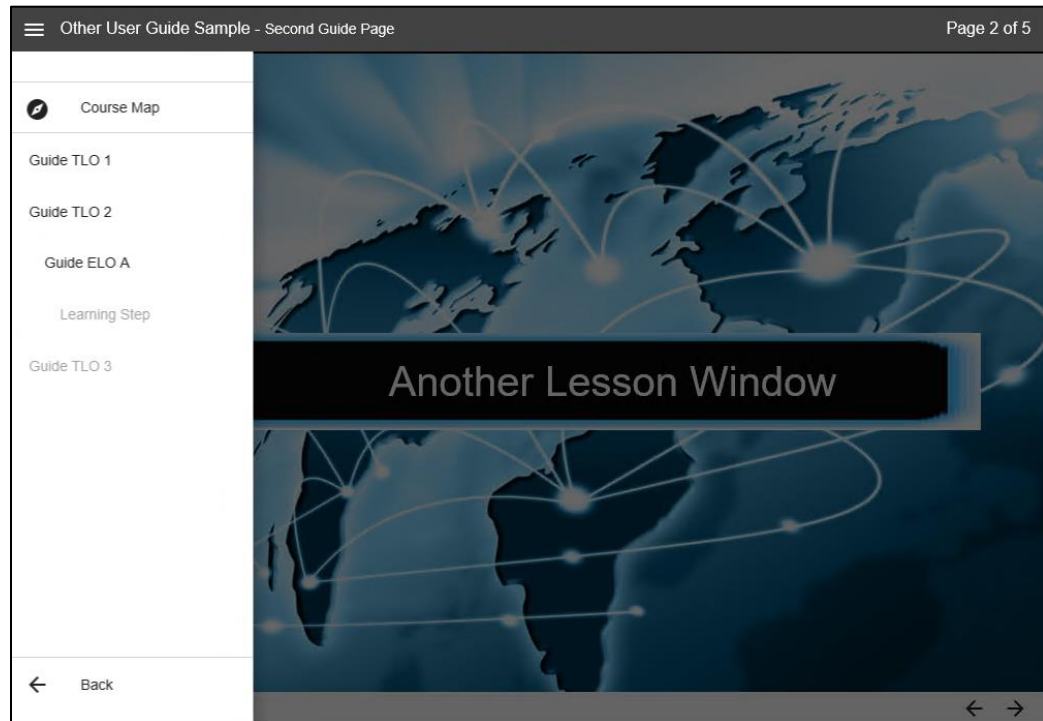 Other User Guide Sample - Second Guide Page
Page 2 of 5
Course Map
Guide TLO 1
Guide TLO 2
Guide ELO A
Learning Step
Guide TLO 3
Another Lesson Window
Back